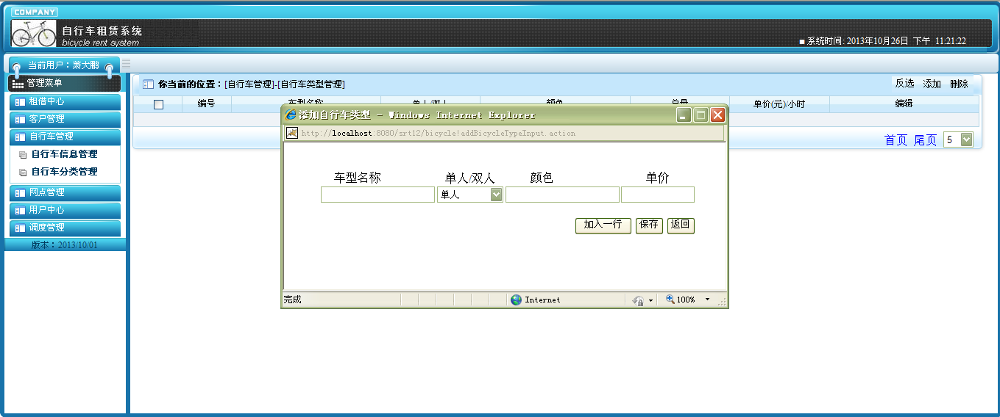 COMPANY
自行车租赁系统
bicycle rent system
系统时间: 2013年10月26日 下午 11:21:22
当前用户：萧大鹏
管理菜单
租借中心
客户管理
自行车管理
自行车信息管理
自行车分类管理
网点管理
用户中心
调度管理
版本：2013/10/01
你当前的位置：[自行车管理]-[自行车类型管理]
反选 添加 删除
编号 车型名称 单人/双人 颜色 总量 单价(元)/小时 编辑
首页 尾页 5
添加自行车类型 - Windows Internet Explorer
http://localhost:8080/srt12/bicycle!addBicycleTypeInput.action
车型名称 单人/双人 颜色 单价
单人
加入一行 保存 返回
完成 Internet 100%